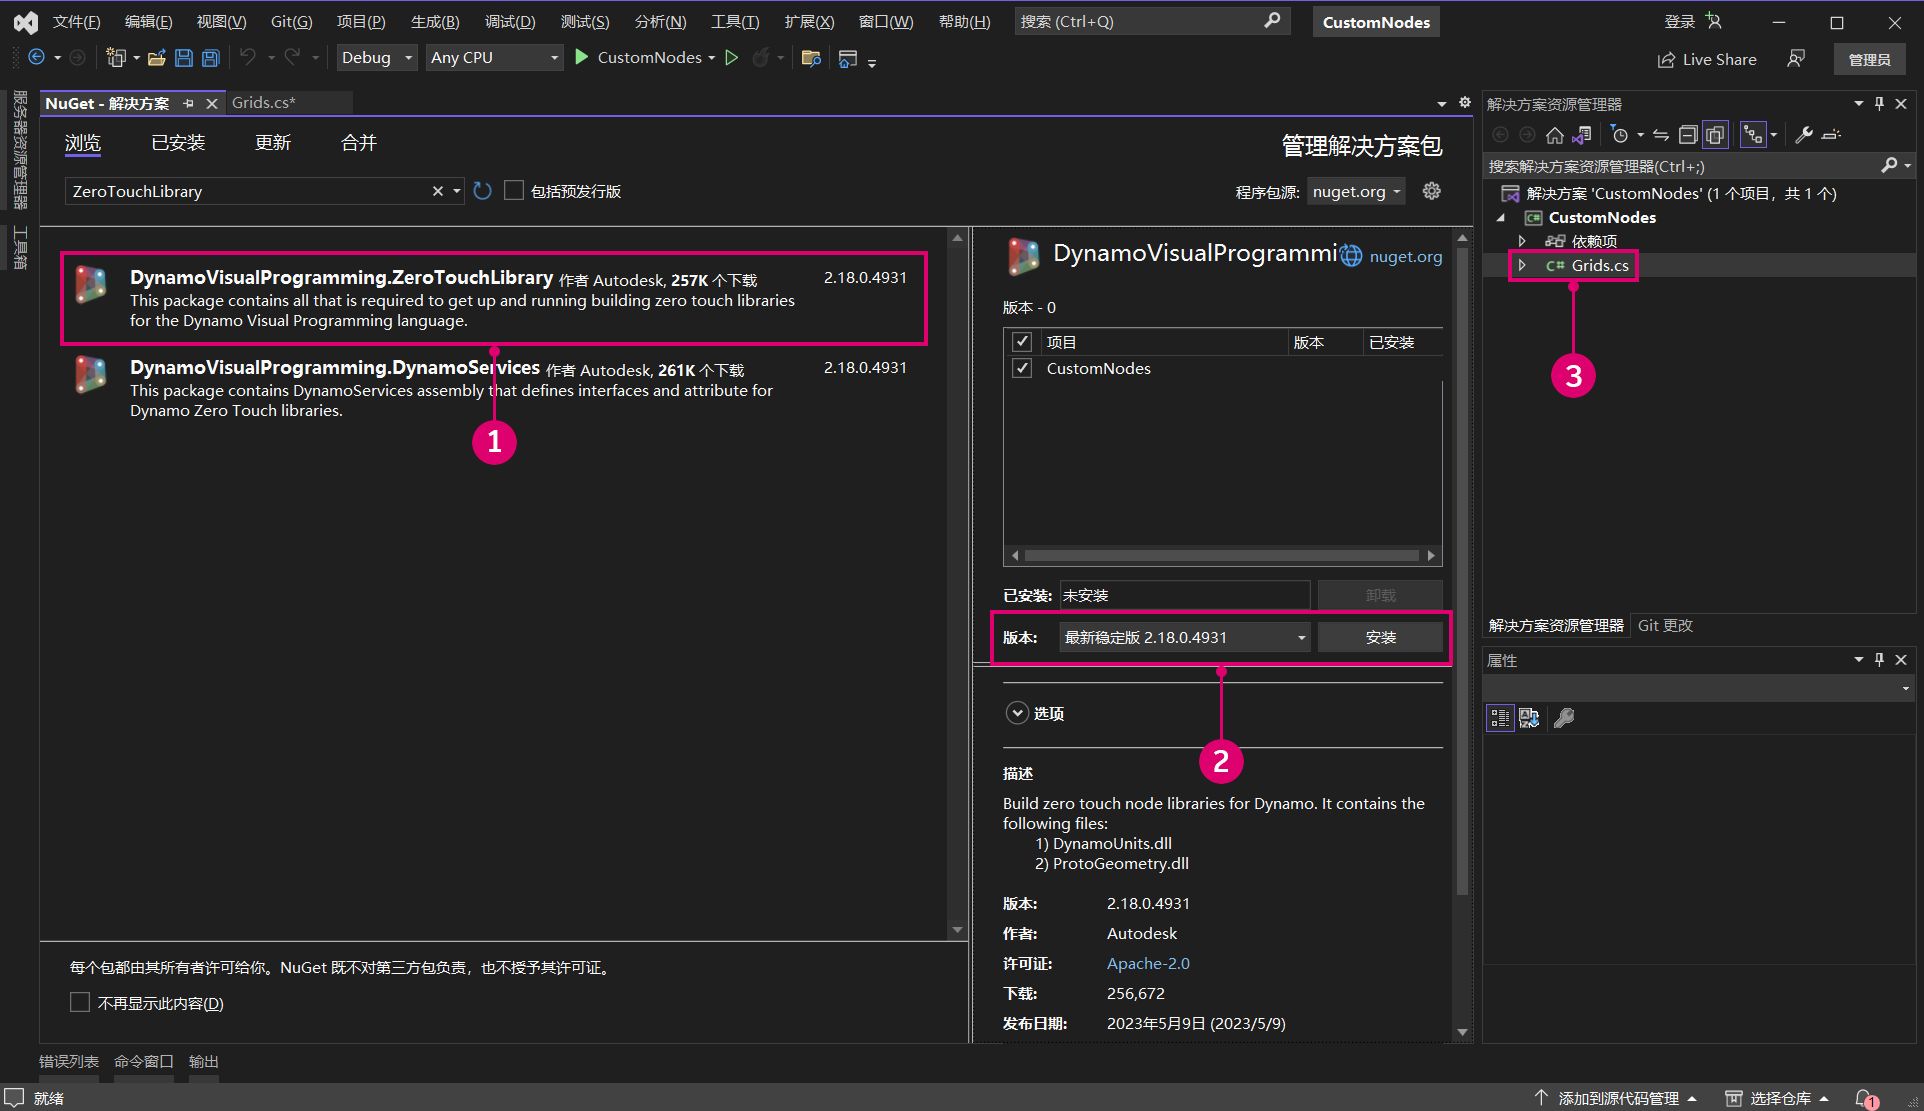 文件(F) 编辑(E) 视图(V) Git(G) 项目(P) 生成(B) 调试(D) 测试(S) 分析(N) 工具(T) 扩展(X) 窗口(W) 帮助(H) 搜索 (Ctrl+Q) CustomNodes 登录
Debug Any CPU CustomNodes Live Share 管理员
服务器资源管理器
工具箱
NuGet - 解决方案 Grids.cs*
浏览 已安装 更新 合并 管理解决方案包
ZeroTouchLibrary 包括预发行版 程序包源: nuget.org
DynamoVisualProgramming.ZeroTouchLibrary 作者 Autodesk, 257K 个下载 2.18.0.4931
This package contains all that is required to get up and running building zero touch libraries
for the Dynamo Visual Programming language.
DynamoVisualProgramming.DynamoServices 作者 Autodesk, 261K 个下载 2.18.0.4931
This package contains DynamoServices assembly that defines interfaces and attribute for
Dynamo Zero Touch libraries.
1
每个包都由其所有者许可给你。NuGet 既不对第三方包负责，也不授予其许可证。
不再显示此内容(D)
DynamoVisualProgrammi nuget.org
版本 - 0
项目 版本 已安装
CustomNodes
已安装: 未安装 卸载
版本: 最新稳定版 2.18.0.4931 安装
选项
2
描述
Build zero touch node libraries for Dynamo. It contains the
following files:
1) DynamoUnits.dll
2) ProtoGeometry.dll
版本: 2.18.0.4931
作者: Autodesk
许可证: Apache-2.0
下载: 256,672
发布日期: 2023年5月9日 (2023/5/9)
解决方案资源管理器
搜索解决方案资源管理器(Ctrl+;)
解决方案 'CustomNodes' (1 个项目，共 1 个)
CustomNodes
依赖项
C# Grids.cs
3
解决方案资源管理器 Git 更改
属性
错误列表 命令窗口 输出
就绪 添加到源代码管理 选择仓库 1